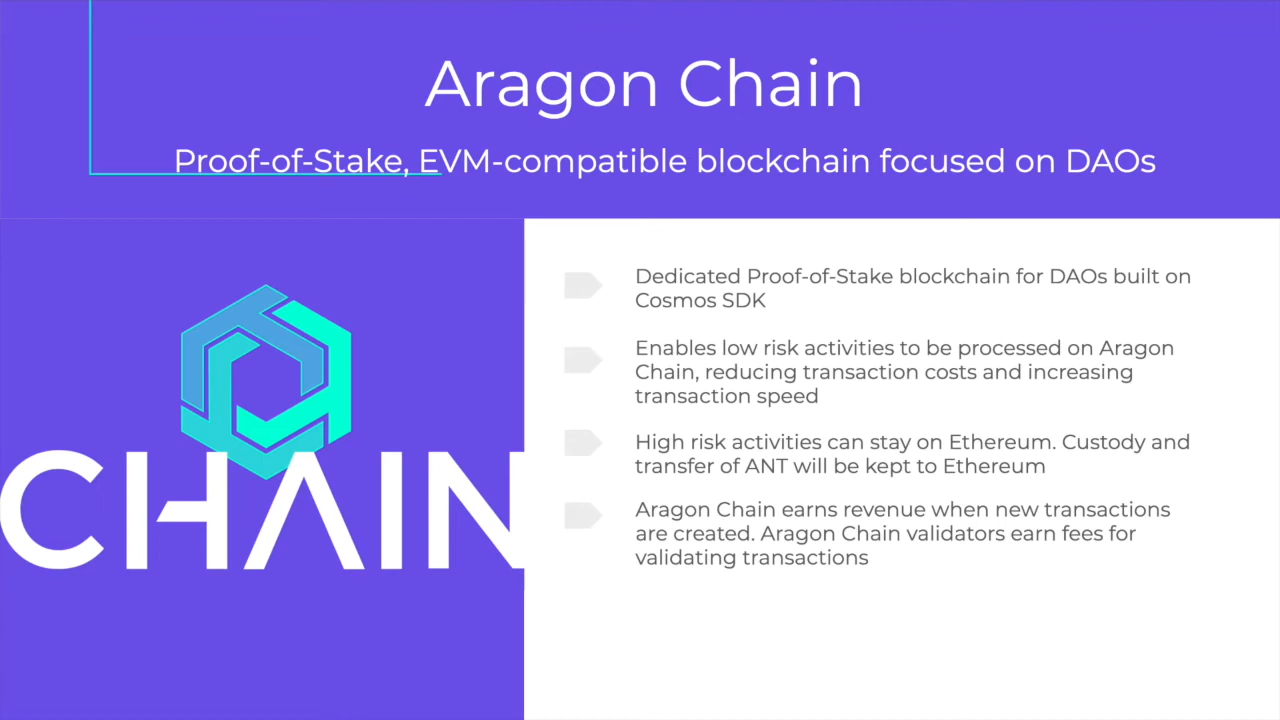 Aragon Chain
Proof-of-Stake, EVM-compatible blockchain focused on DAOs
CHAIN
Dedicated Proof-of-Stake blockchain for DAOs built on
Cosmos SDK
Enables low risk activities to be processed on Aragon
Chain, reducing transaction costs and increasing
transaction speed
High risk activities can stay on Ethereum. Custody and
transfer of ANT will be kept to Ethereum
Aragon Chain earns revenue when new transactions
are created. Aragon Chain validators earn fees for
validating transactions